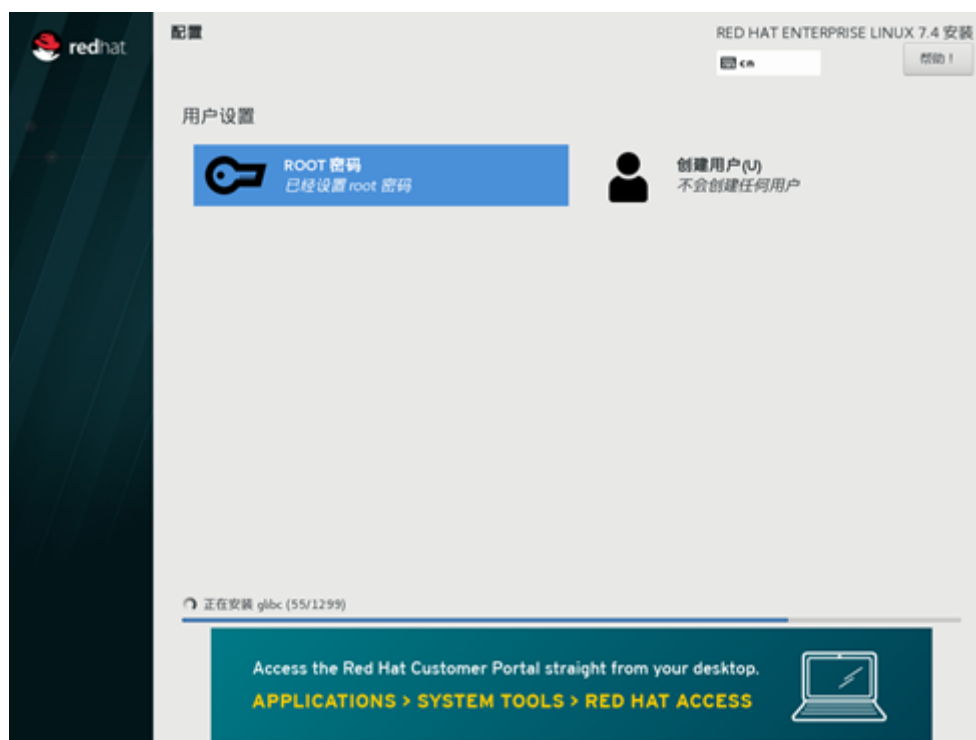 redhat
配置
RED HAT ENTERPRISE LINUX 7.4 安装
cn
帮助！
用户设置
ROOT 密码
已经设置 root 密码
创建用户(U)
不会创建任何用户
正在安装 glibc (55/1299)
Access the Red Hat Customer Portal straight from your desktop.
APPLICATIONS > SYSTEM TOOLS > RED HAT ACCESS